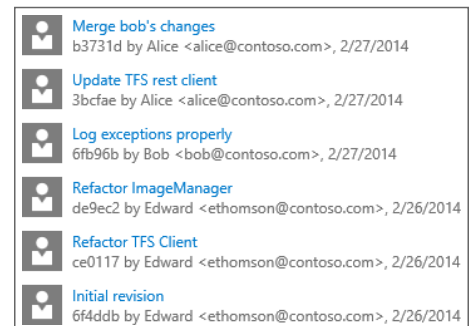 Merge bob's changes
b3731d by Alice <alice@contoso.com>, 2/27/2014
Update TFS rest client
3bcfae by Alice <alice@contoso.com>, 2/27/2014
Log exceptions properly
6fb96b by Bob <bob@contoso.com>, 2/27/2014
Refactor ImageManager
de9ec2 by Edward <ethomson@contoso.com>, 2/26/2014
Refactor TFS Client
ce0117 by Edward <ethomson@contoso.com>, 2/26/2014
Initial revision
6f4ddb by Edward <ethomson@contoso.com>, 2/26/2014